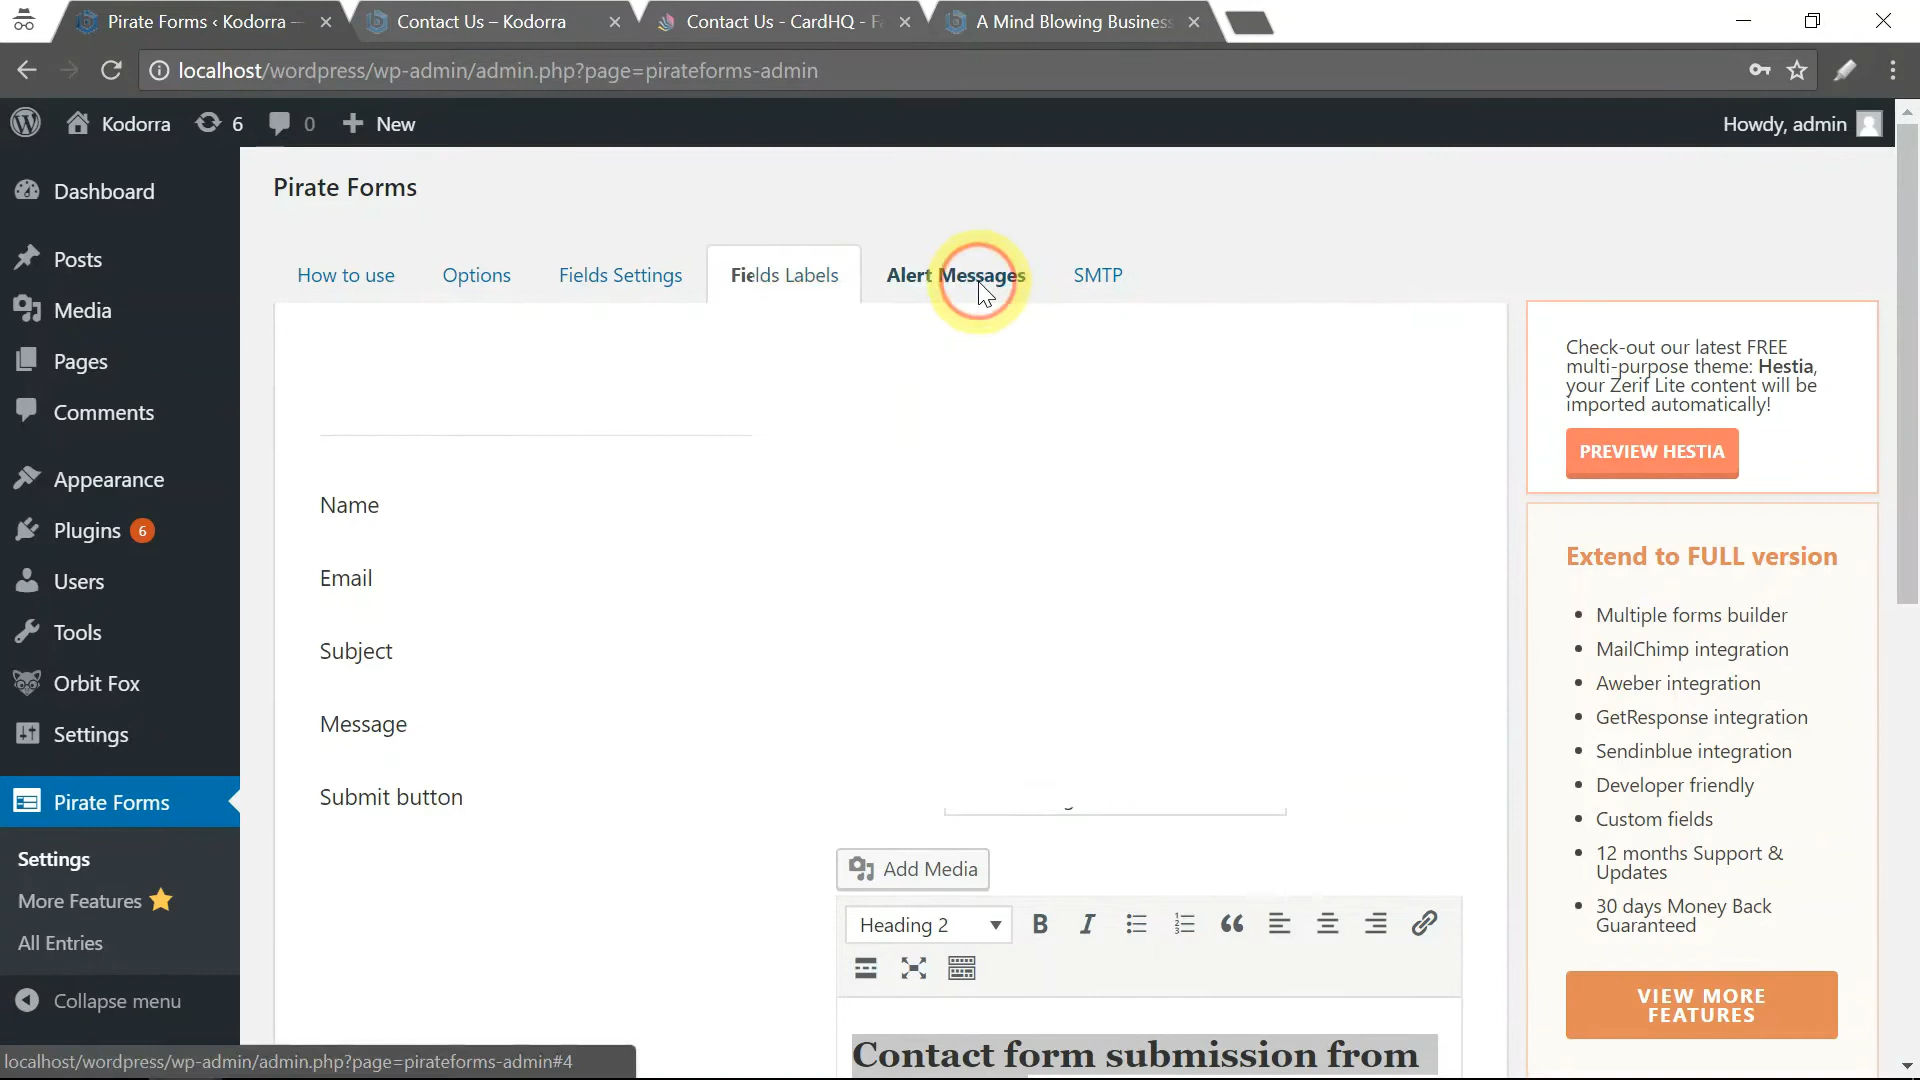 Pirate Forms ‹ Kodorra —
Contact Us – Kodorra
Contact Us - CardHQ - F
A Mind Blowing Business
localhost/wordpress/wp-admin/admin.php?page=pirateforms-admin
Kodorra
6
0
New
Howdy, admin
Dashboard
Posts
Media
Pages
Comments
Appearance
Plugins 6
Users
Tools
Orbit Fox
Settings
Pirate Forms
Settings
More Features
All Entries
Collapse menu
Pirate Forms
How to use
Options
Fields Settings
Fields Labels
Alert Messages
SMTP
Name
Email
Subject
Message
Submit button
Add Media
Heading 2
B
I
Contact form submission from
Check-out our latest FREE
multi-purpose theme: Hestia,
your Zerif Lite content will be
imported automatically!
PREVIEW HESTIA
Extend to FULL version
Multiple forms builder
MailChimp integration
Aweber integration
GetResponse integration
Sendinblue integration
Developer friendly
Custom fields
12 months Support &
Updates
30 days Money Back
Guaranteed
VIEW MORE
FEATURES
localhost/wordpress/wp-admin/admin.php?page=pirateforms-admin#4